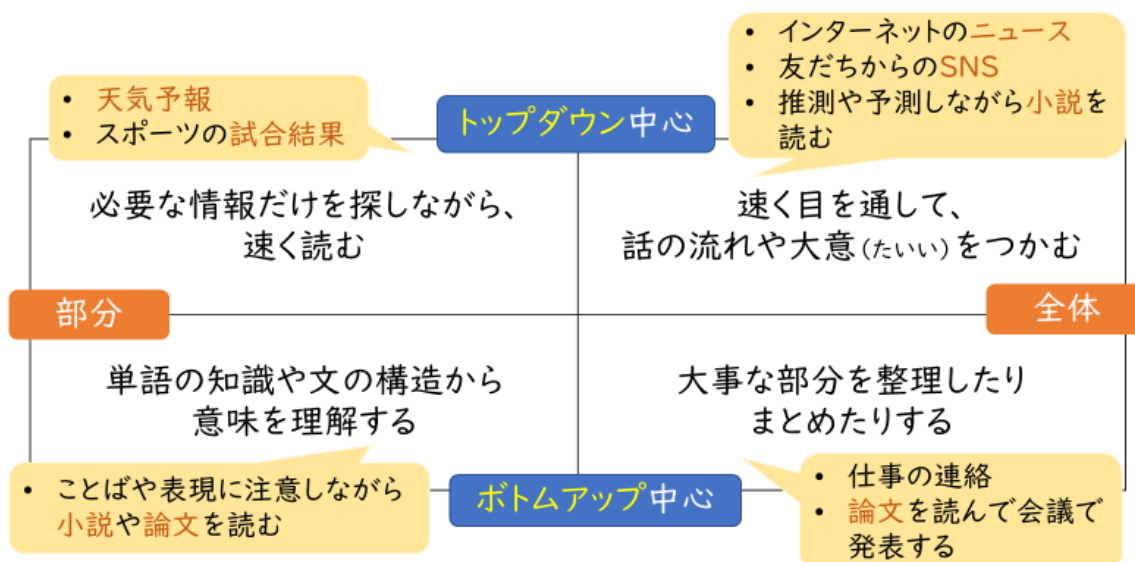 • 天気予報
• スポーツの試合結果
トップダウン中心
• インターネットのニュース
• 友だちからのSNS
• 推測や予測しながら小説を
読む
必要な情報だけを探しながら、
速く読む
速く目を通して、
話の流れや大意(たいい)をつかむ
部分
全体
単語の知識や文の構造から
意味を理解する
大事な部分を整理したり
まとめたりする
• ことばや表現に注意しながら
小説や論文を読む
ボトムアップ中心
• 仕事の連絡
• 論文を読んで会議で
発表する